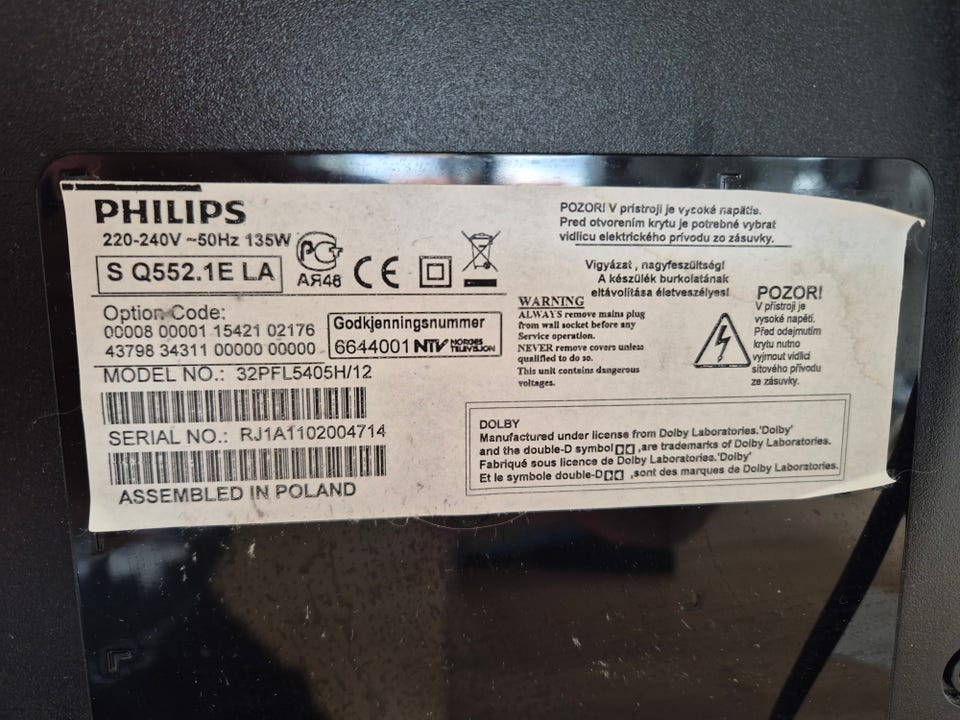 PHILIPS
220-240V ~50Hz 135W
S Q552.1E LA
РСТ
АЯ46
CE
Option Code:
00008 00001 15421 02176
43798 34311 00000 00000
Godkjenningsnummer
6644001 NTV NORGES TELEVISJON
MODEL NO.: 32PFL5405H/12
SERIAL NO.: RJ1A1102004714
ASSEMBLED IN POLAND
POZOR! V prístroji je vysoké napätie.
Pred otvorením krytu je potrebné vybrat
vidlicu elektrického prívodu zo zásuvky.
Vigyázat, nagyfeszültség!
A készülék burkolatának
eltávolítása életveszélyes!
WARNING
ALWAYS remove mains plug
from wall socket before any
Service operation.
NEVER remove covers unless
qualified to do so.
This unit contains dangerous
voltages.
POZOR!
V přístroji je
vysoké napětí.
Před odejmutím
krytu nutno
vyjmout vidlici
síťového přívodu
ze zásuvky.
DOLBY
Manufactured under license from Dolby Laboratories.'Dolby'
and the double-D symbol ,are trademarks of Dolby Laboratories.
Fabriqué sous licence de Dolby Laboratories.'Dolby'
Et le symbole double-D ,sont des marques de Dolby Laboratories.